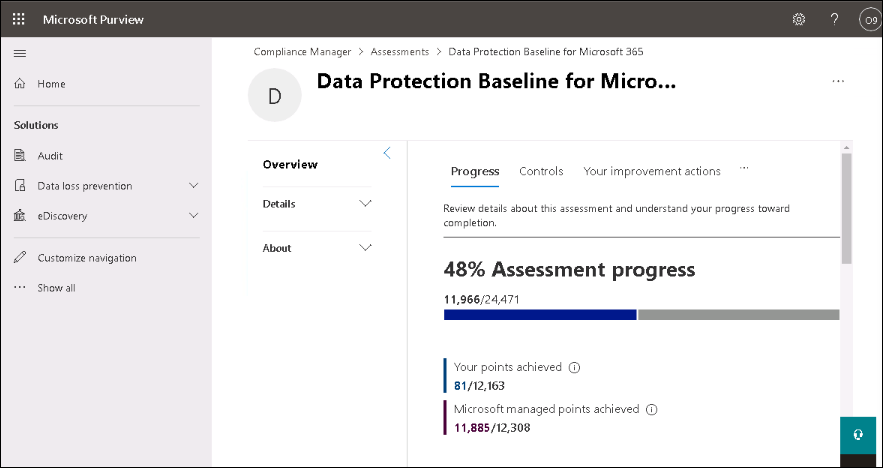 Microsoft Purview
?
O9
Compliance Manager > Assessments > Data Protection Baseline for Microsoft 365
D
Data Protection Baseline for Micro...
Home
Solutions
Audit
Data loss prevention
eDiscovery
Customize navigation
Show all
Overview
Details
About
Progress Controls Your improvement actions ...
Review details about this assessment and understand your progress toward
completion.
48% Assessment progress
11,966/24,471
Your points achieved
81/12,163
Microsoft managed points achieved
11,885/12,308